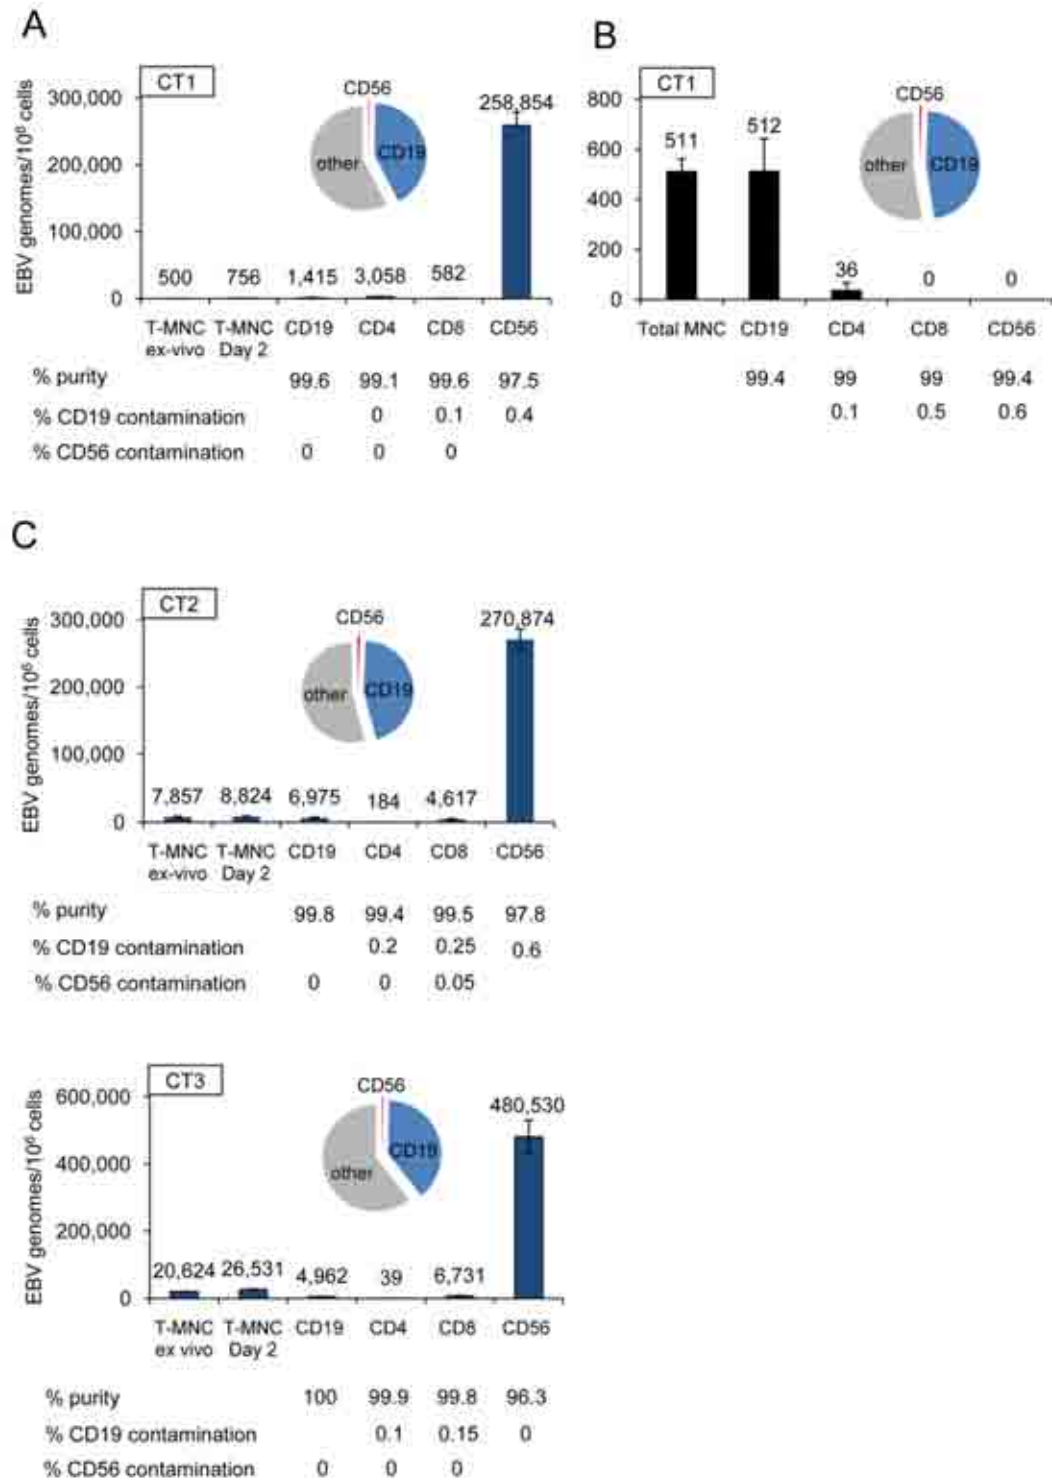 A
CT1
EBV genomes/10⁶ cells
300,000
200,000
100,000
0
CD56
CD19
other
500
756
1,415
3,058
582
258,854
T-MNC ex-vivo
T-MNC Day 2
CD19
CD4
CD8
CD56
% purity 99.6 99.1 99.6 97.5
% CD19 contamination 0 0.1 0.4
% CD56 contamination 0 0 0
B
CT1
800
600
400
200
0
CD56
CD19
other
511
512
36
0
0
Total MNC
CD19
CD4
CD8
CD56
99.4 99 99 99.4
0.1 0.5 0.6
C
CT2
EBV genomes/10⁶ cells
300,000
200,000
100,000
0
CD56
CD19
other
7,857
8,824
6,975
184
4,617
270,874
T-MNC ex-vivo
T-MNC Day 2
CD19
CD4
CD8
CD56
% purity 99.8 99.4 99.5 97.8
% CD19 contamination 0.2 0.25 0.6
% CD56 contamination 0 0 0.05
CT3
EBV genomes/10⁶ cells
600,000
400,000
200,000
0
CD56
CD19
other
20,624
26,531
4,962
39
6,731
480,530
T-MNC ex vivo
T-MNC Day 2
CD19
CD4
CD8
CD56
% purity 100 99.9 99.8 96.3
% CD19 contamination 0.1 0.15 0
% CD56 contamination 0 0 0